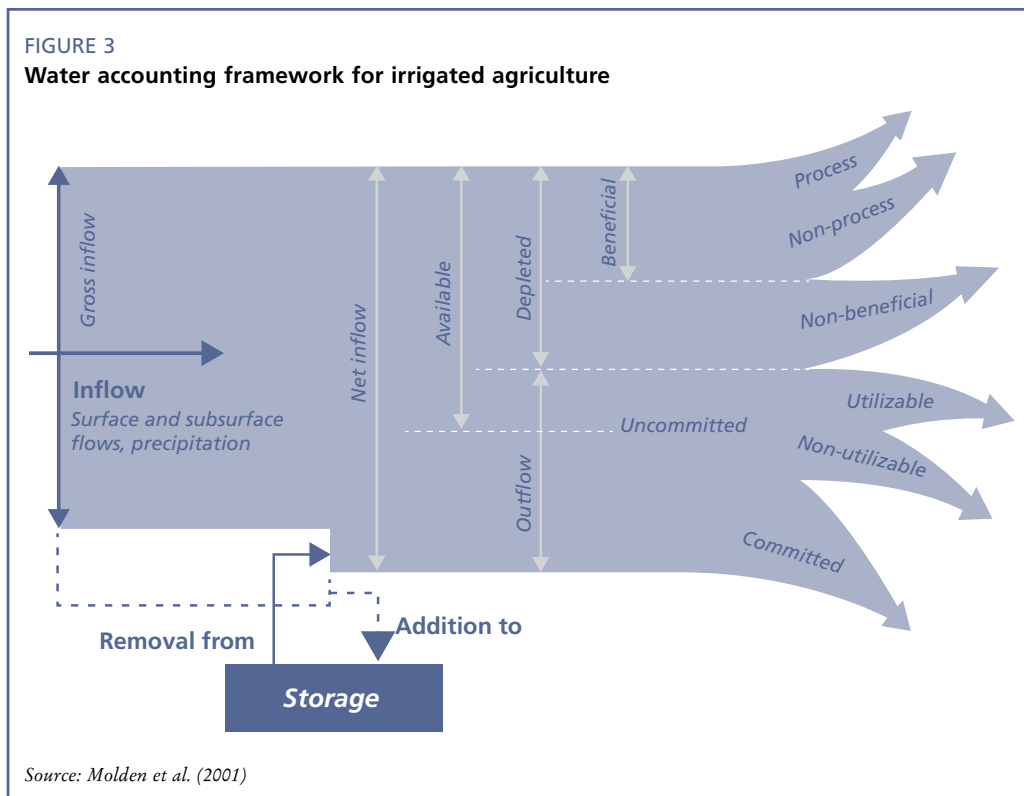 FIGURE 3
Water accounting framework for irrigated agriculture
Process
Non-process
Beneficial
Gross inflow
Depleted
Available
Non-beneficial
Net inflow
Inflow
Surface and subsurface
flows, precipitation
Utilizable
Uncommitted
Non-utilizable
Outflow
Committed
Removal from
Addition to
Storage
Source: Molden et al. (2001)